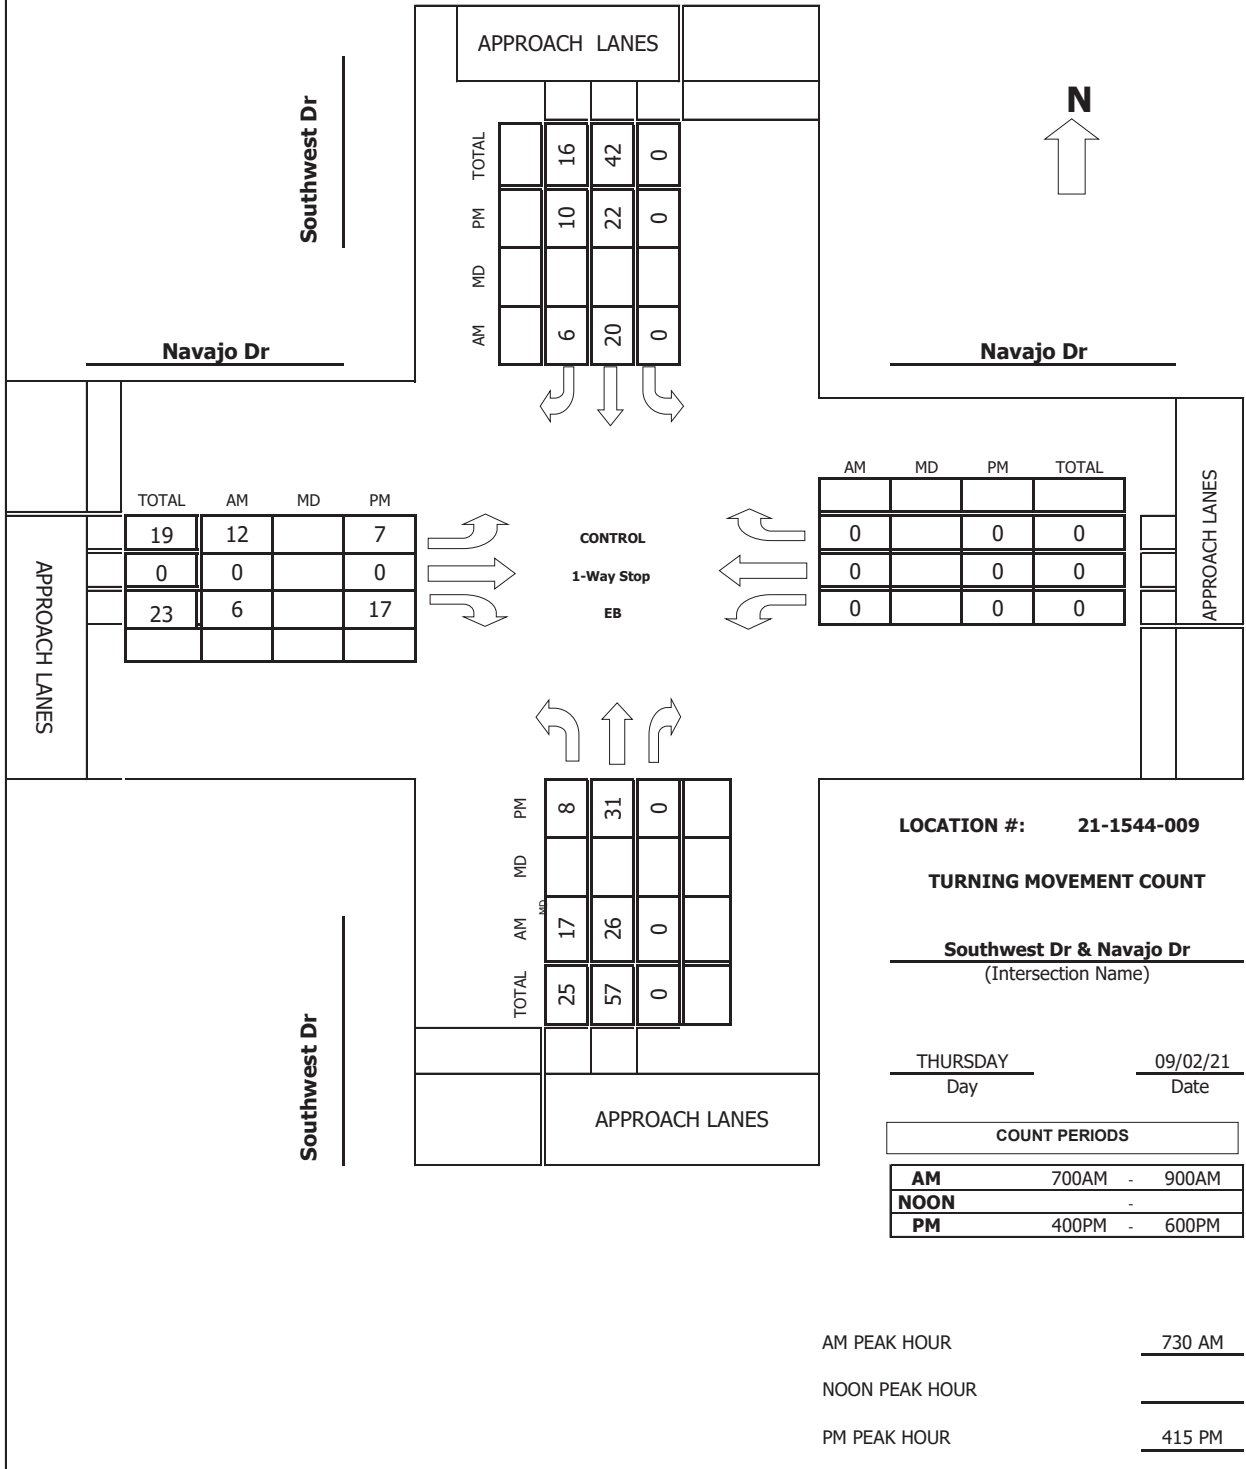 APPROACH LANES
N
Southwest Dr
TOTAL 16 42 0
PM 10 22 0
MD
AM 6 20 0
Navajo Dr
Navajo Dr
AM MD PM TOTAL
0 0 0
0 0 0
0 0 0
APPROACH LANES
TOTAL AM MD PM
19 12 7
0 0 0
23 6 17
APPROACH LANES
CONTROL
1-Way Stop
EB
PM 8 31 0
MD
MD
AM 17 26 0
TOTAL 25 57 0
Southwest Dr
APPROACH LANES
LOCATION #: 21-1544-009
TURNING MOVEMENT COUNT
Southwest Dr & Navajo Dr
(Intersection Name)
THURSDAY 09/02/21
Day Date
COUNT PERIODS
AM 700AM - 900AM
NOON -
PM 400PM - 600PM
AM PEAK HOUR 730 AM
NOON PEAK HOUR
PM PEAK HOUR 415 PM